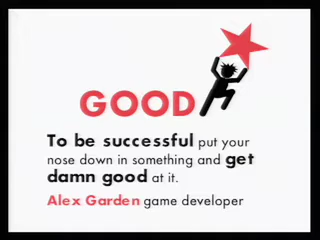 GOOD
To be successful put your
nose down in something and get
damn good at it.
Alex Garden game developer